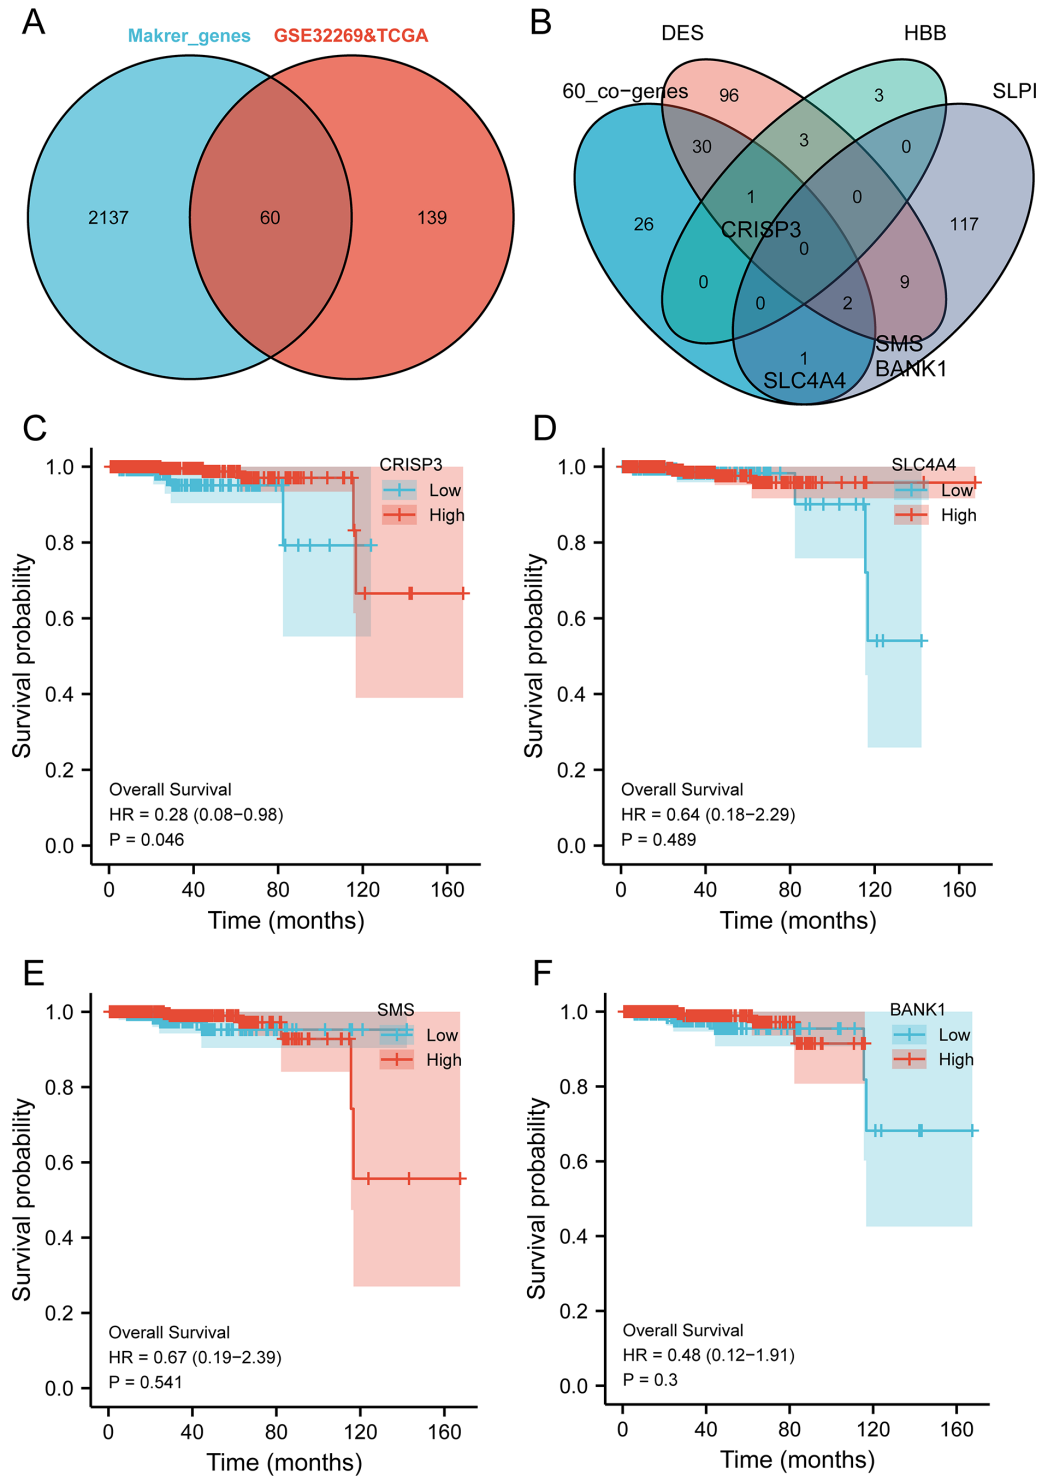 A
Makrer_genes GSE32269&TCGA
2137
60
139
B
DES
HBB
60_co−genes
SLPI
96
3
30
3
0
1
0
26
CRISP3
117
0
0
9
0
2
SMS
1
BANK1
SLC4A4
C
CRISP3
Low
High
1.0
0.8
0.6
0.4
0.2
0.0
Survival probability
Overall Survival
HR = 0.28 (0.08−0.98)
P = 0.046
0 40 80 120 160
Time (months)
D
SLC4A4
Low
High
1.0
0.8
0.6
0.4
0.2
0.0
Survival probability
Overall Survival
HR = 0.64 (0.18−2.29)
P = 0.489
0 40 80 120 160
Time (months)
E
SMS
Low
High
1.0
0.8
0.6
0.4
0.2
0.0
Survival probability
Overall Survival
HR = 0.67 (0.19−2.39)
P = 0.541
0 40 80 120 160
Time (months)
F
BANK1
Low
High
1.0
0.8
0.6
0.4
0.2
0.0
Survival probability
Overall Survival
HR = 0.48 (0.12−1.91)
P = 0.3
0 40 80 120 160
Time (months)